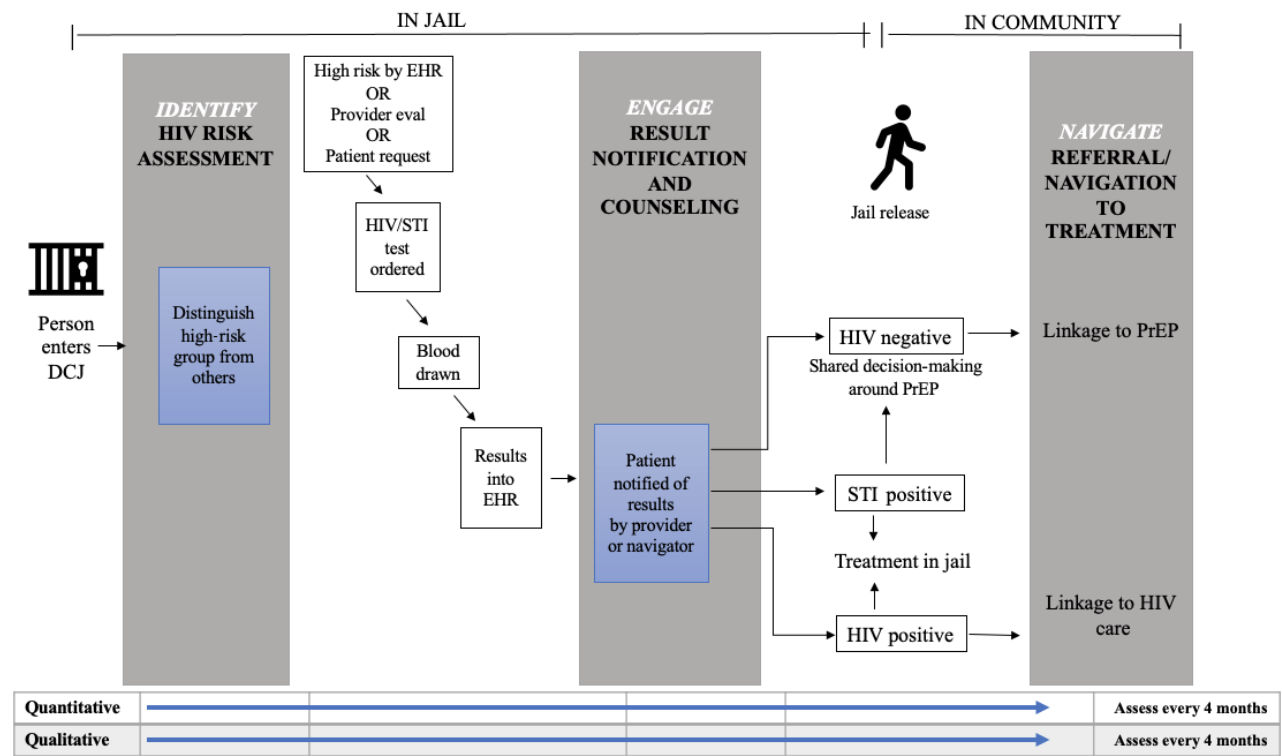 IN JAIL
IN COMMUNITY
IDENTIFY
HIV RISK
ASSESSMENT
Person
enters
DCJ
Distinguish
high-risk
group from
others
High risk by EHR
OR
Provider eval
OR
Patient request
HIV/STI
test
ordered
Blood
drawn
Results
into
EHR
ENGAGE
RESULT
NOTIFICATION
AND
COUNSELING
Patient
notified of
results
by provider
or navigator
Jail release
HIV negative
Shared decision-making
around PrEP
STI positive
Treatment in jail
HIV positive
NAVIGATE
REFERRAL/
NAVIGATION
TO
TREATMENT
Linkage to PrEP
Linkage to HIV
care
Quantitative
Assess every 4 months
Qualitative
Assess every 4 months